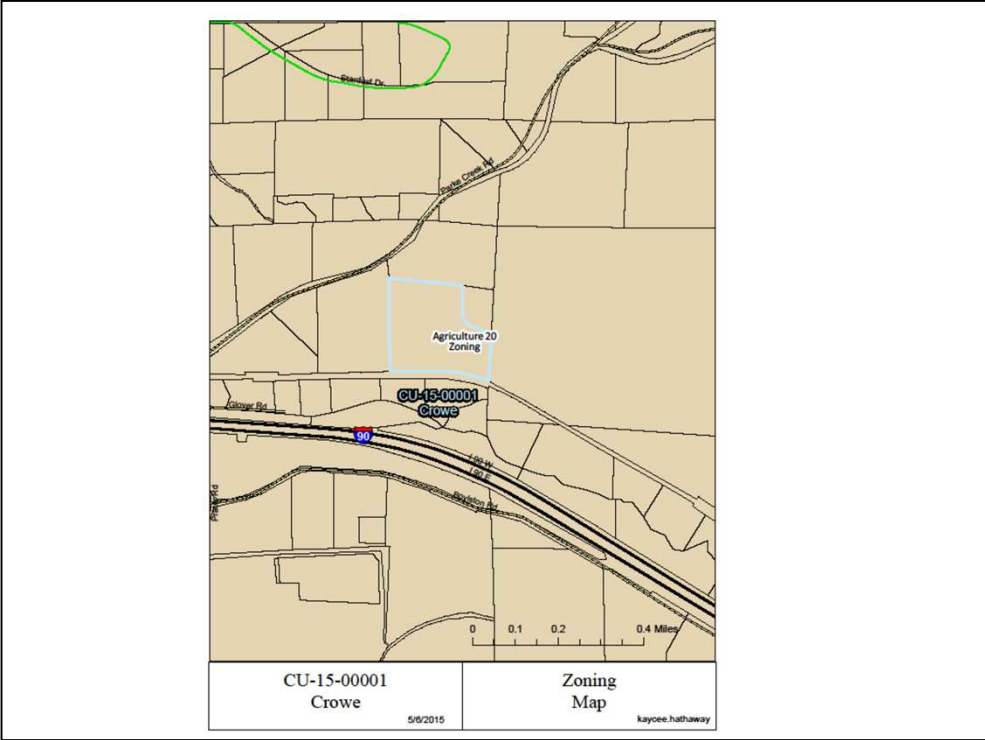 Stardust Dr
Parke Creek Rd
Agriculture 20
Zoning
CU-15-00001
Crowe
Glover Rd
90
I 90 W
I 90 E
Boylston Rd
Rd
0 0.1 0.2 0.4 Miles
CU-15-00001
Crowe
5/6/2015
Zoning
Map
kaycee.hathaway